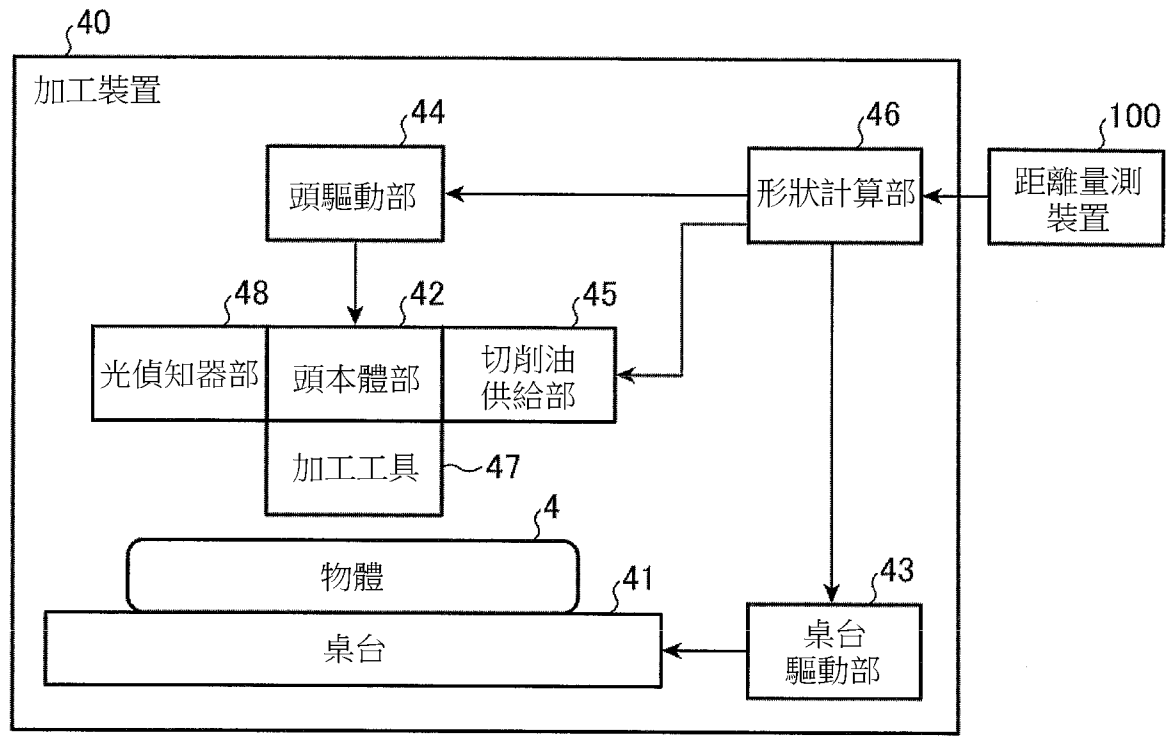 40
加工裝置
44
46
100
頭驅動部
形狀計算部
距離量測
裝置
48
42
45
光偵知器部
頭本體部
切削油
供給部
加工工具
47
4
物體
41
43
桌台
桌台
驅動部